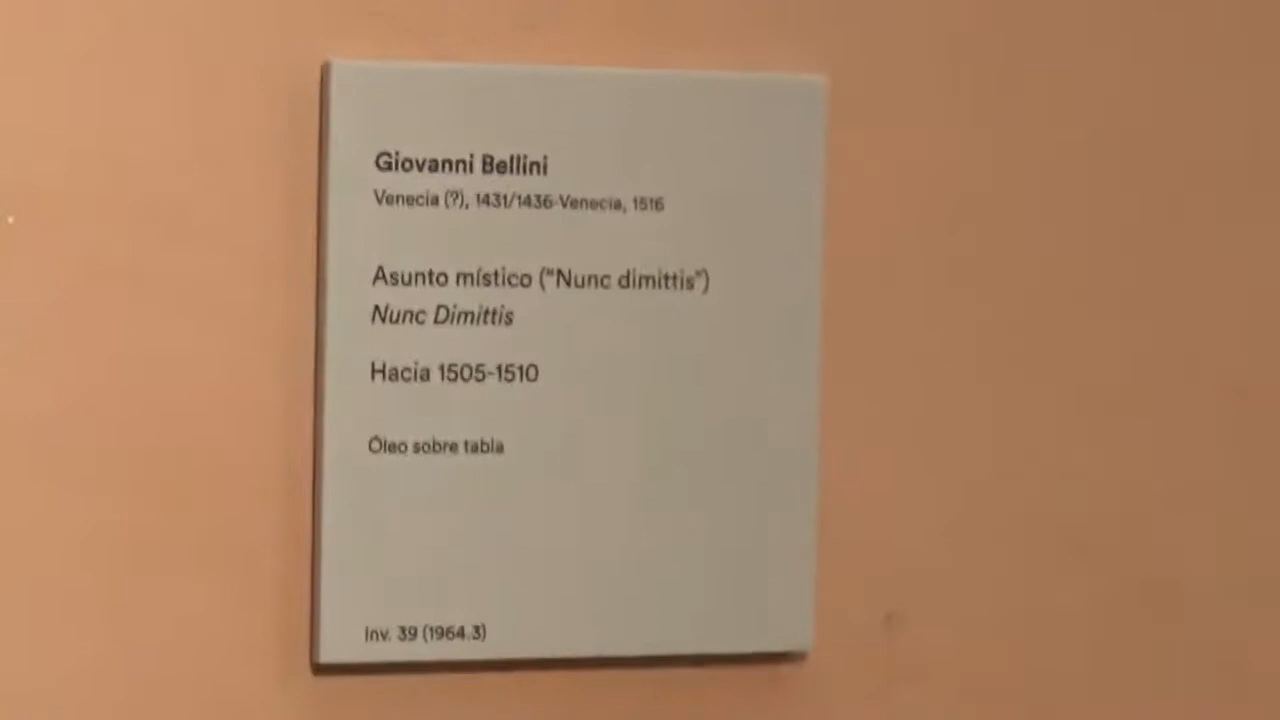 Giovanni Bellini
Venecia (?), 1431/1436-Venecia, 1516
Asunto místico ("Nunc dimittis")
Nunc Dimittis
Hacia 1505-1510
Óleo sobre tabla
Inv. 39 (1964.3)